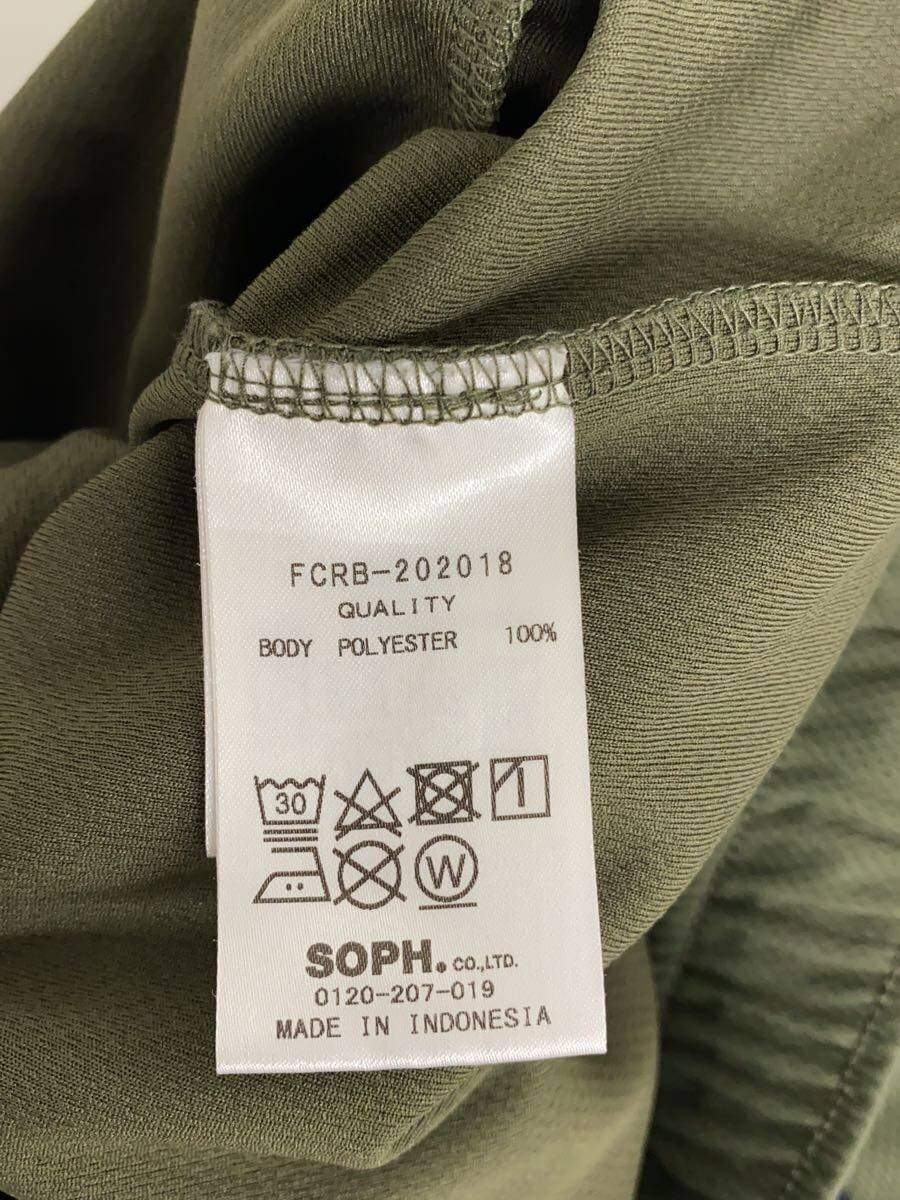 FCRB-202018
QUALITY
BODY POLYESTER 100%
30
W
SOPH. CO.,LTD.
0120-207-019
MADE IN INDONESIA